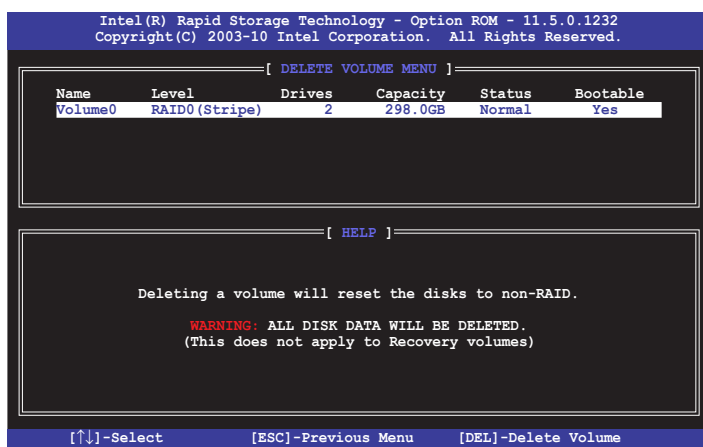 Intel(R) Rapid Storage Technology - Option ROM - 11.5.0.1232
Copyright(C) 2003-10 Intel Corporation. All Rights Reserved.
[ DELETE VOLUME MENU ]
Name Level Drives Capacity Status Bootable
Volume0 RAID0(Stripe) 2 298.0GB Normal Yes
[ HELP ]
Deleting a volume will reset the disks to non-RAID.
WARNING: ALL DISK DATA WILL BE DELETED.
(This does not apply to Recovery volumes)
[↑↓]-Select [ESC]-Previous Menu [DEL]-Delete Volume